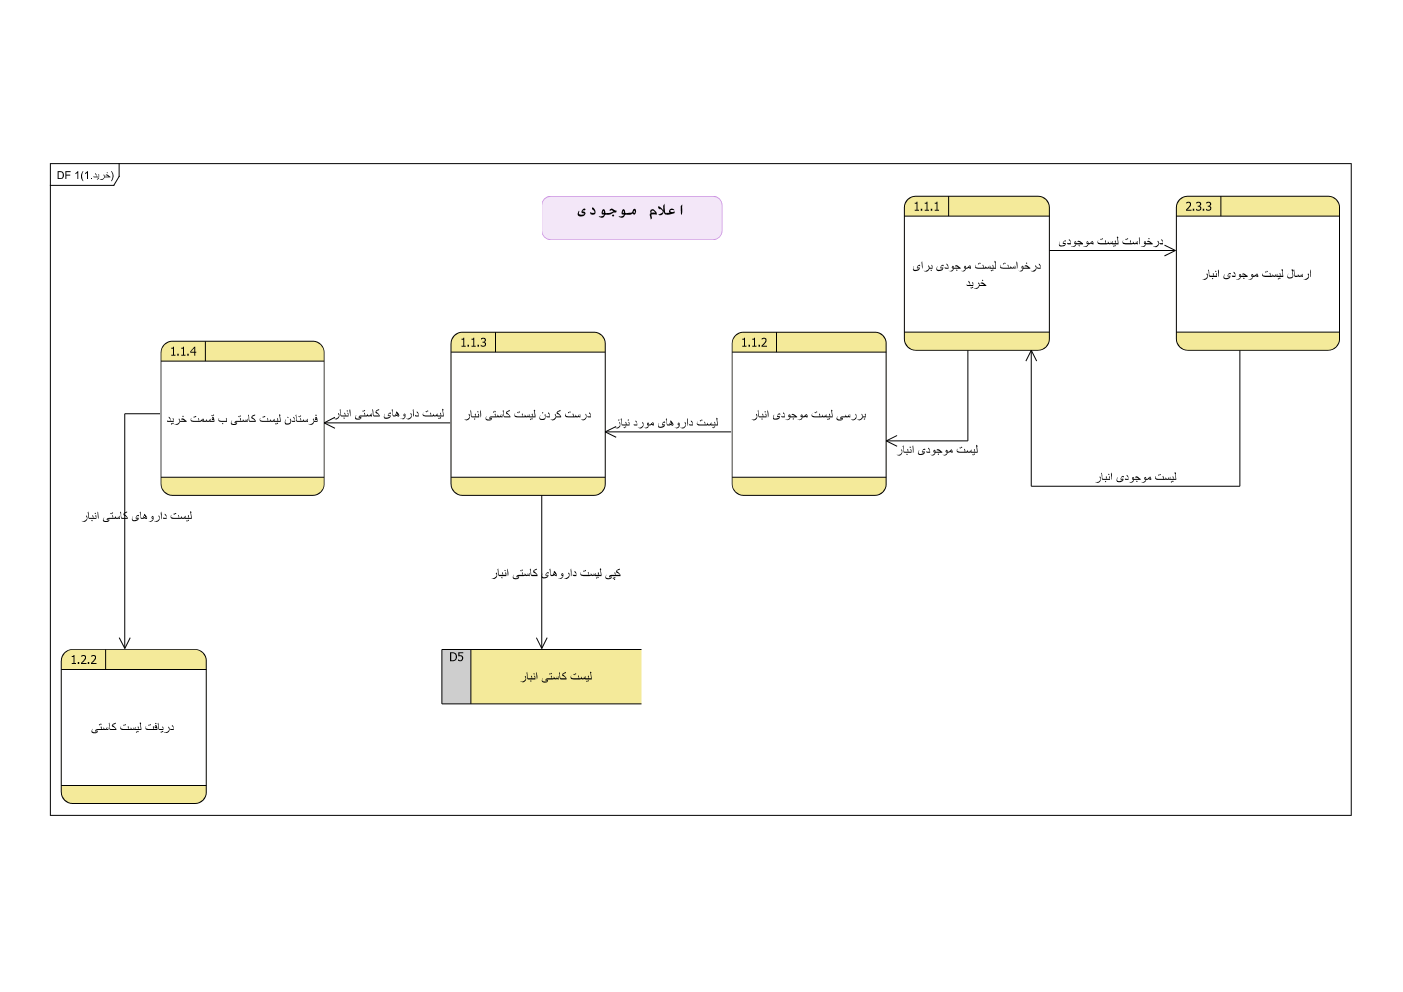 DF 1(1.خرید)
اعلام موجودی
1.1.1
درخواست لیست موجودی برای
خرید
درخواست لیست موجودی
2.3.3
ارسال لیست موجودی انبار
لیست موجودی انبار
لیست موجودی انبار
1.1.2
بررسی لیست موجودی انبار
لیست داروهای مورد نیاز
1.1.3
درست کردن لیست کاستی انبار
لیست داروهای کاستی انبار
1.1.4
فرستادن لیست کاستی ب قسمت خرید
لیست داروهای کاستی انبار
کپی لیست داروهای کاستی انبار
D5
لیست کاستی انبار
1.2.2
دریافت لیست کاستی